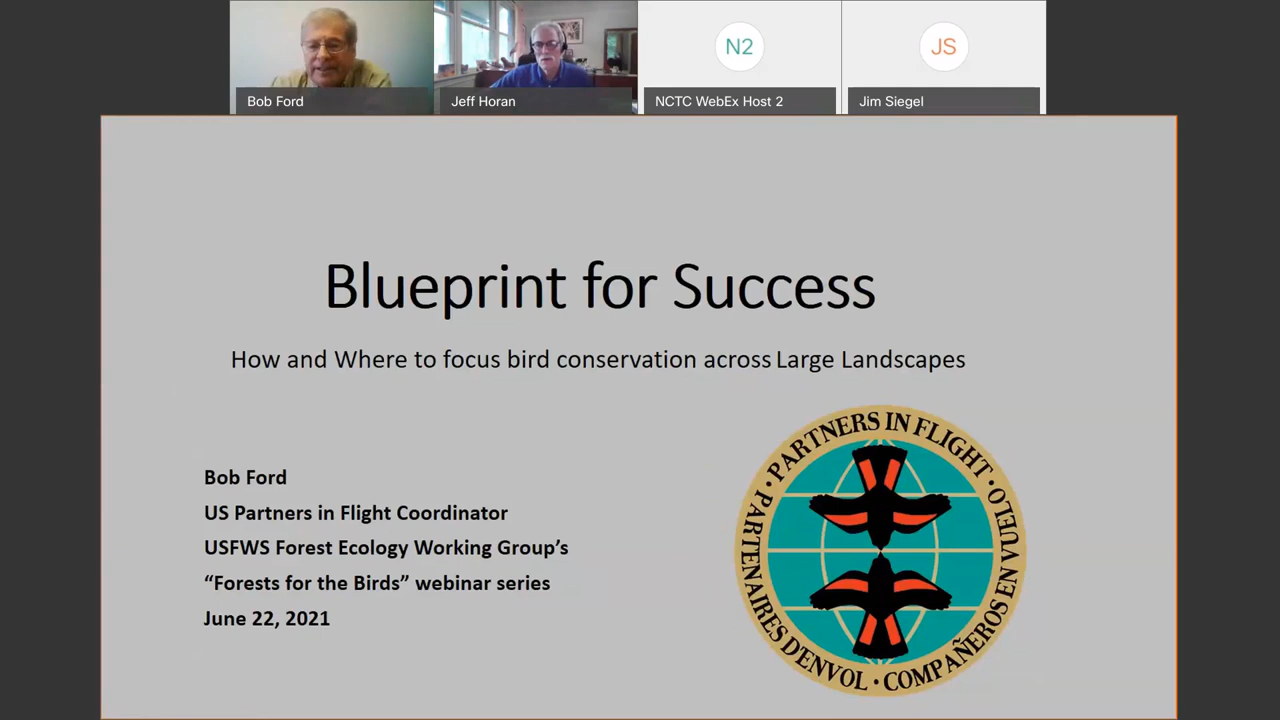 Bob Ford
Jeff Horan
N2
NCTC WebEx Host 2
JS
Jim Siegel
Blueprint for Success
How and Where to focus bird conservation across Large Landscapes
Bob Ford
US Partners in Flight Coordinator
USFWS Forest Ecology Working Group’s
“Forests for the Birds” webinar series
June 22, 2021
PARTNERS IN FLIGHT · COMPAÑEROS EN VUELO · PARTENAIRES D'ENVOL ·